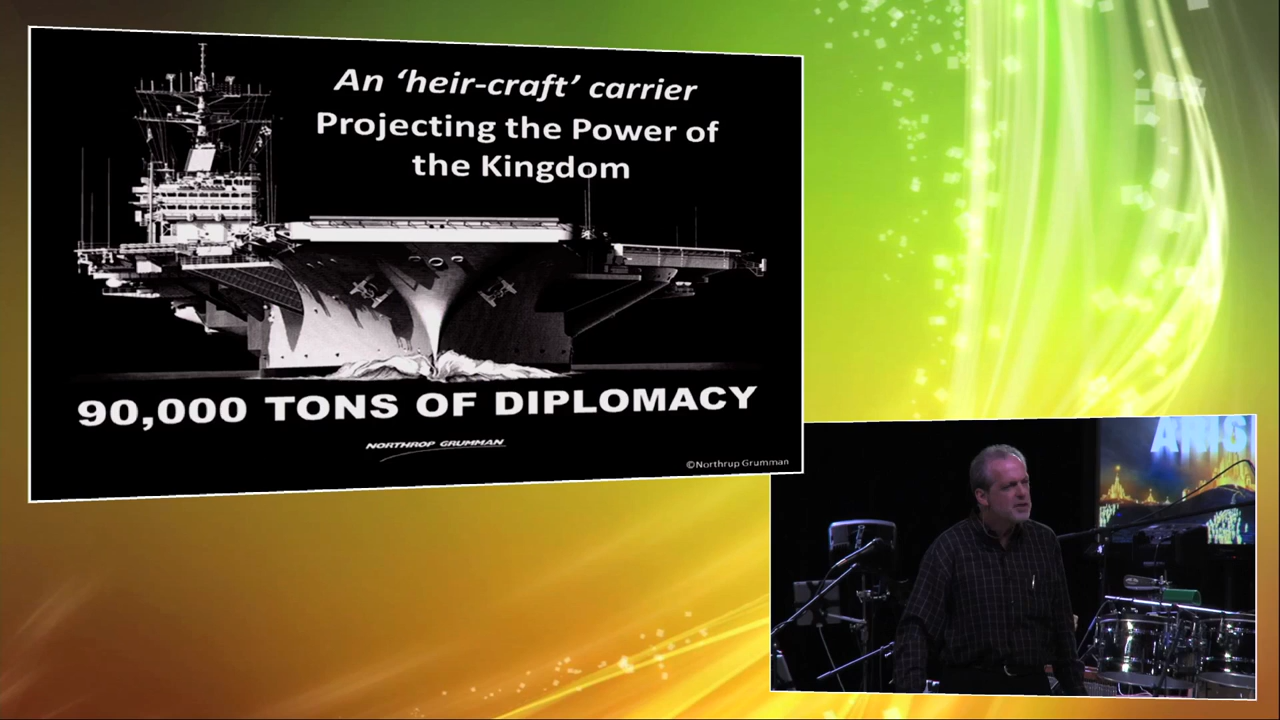 An ‘heir-craft’ carrier
Projecting the Power of
the Kingdom
90,000 TONS OF DIPLOMACY
NORTHROP GRUMMAN
©Northrup Grumman